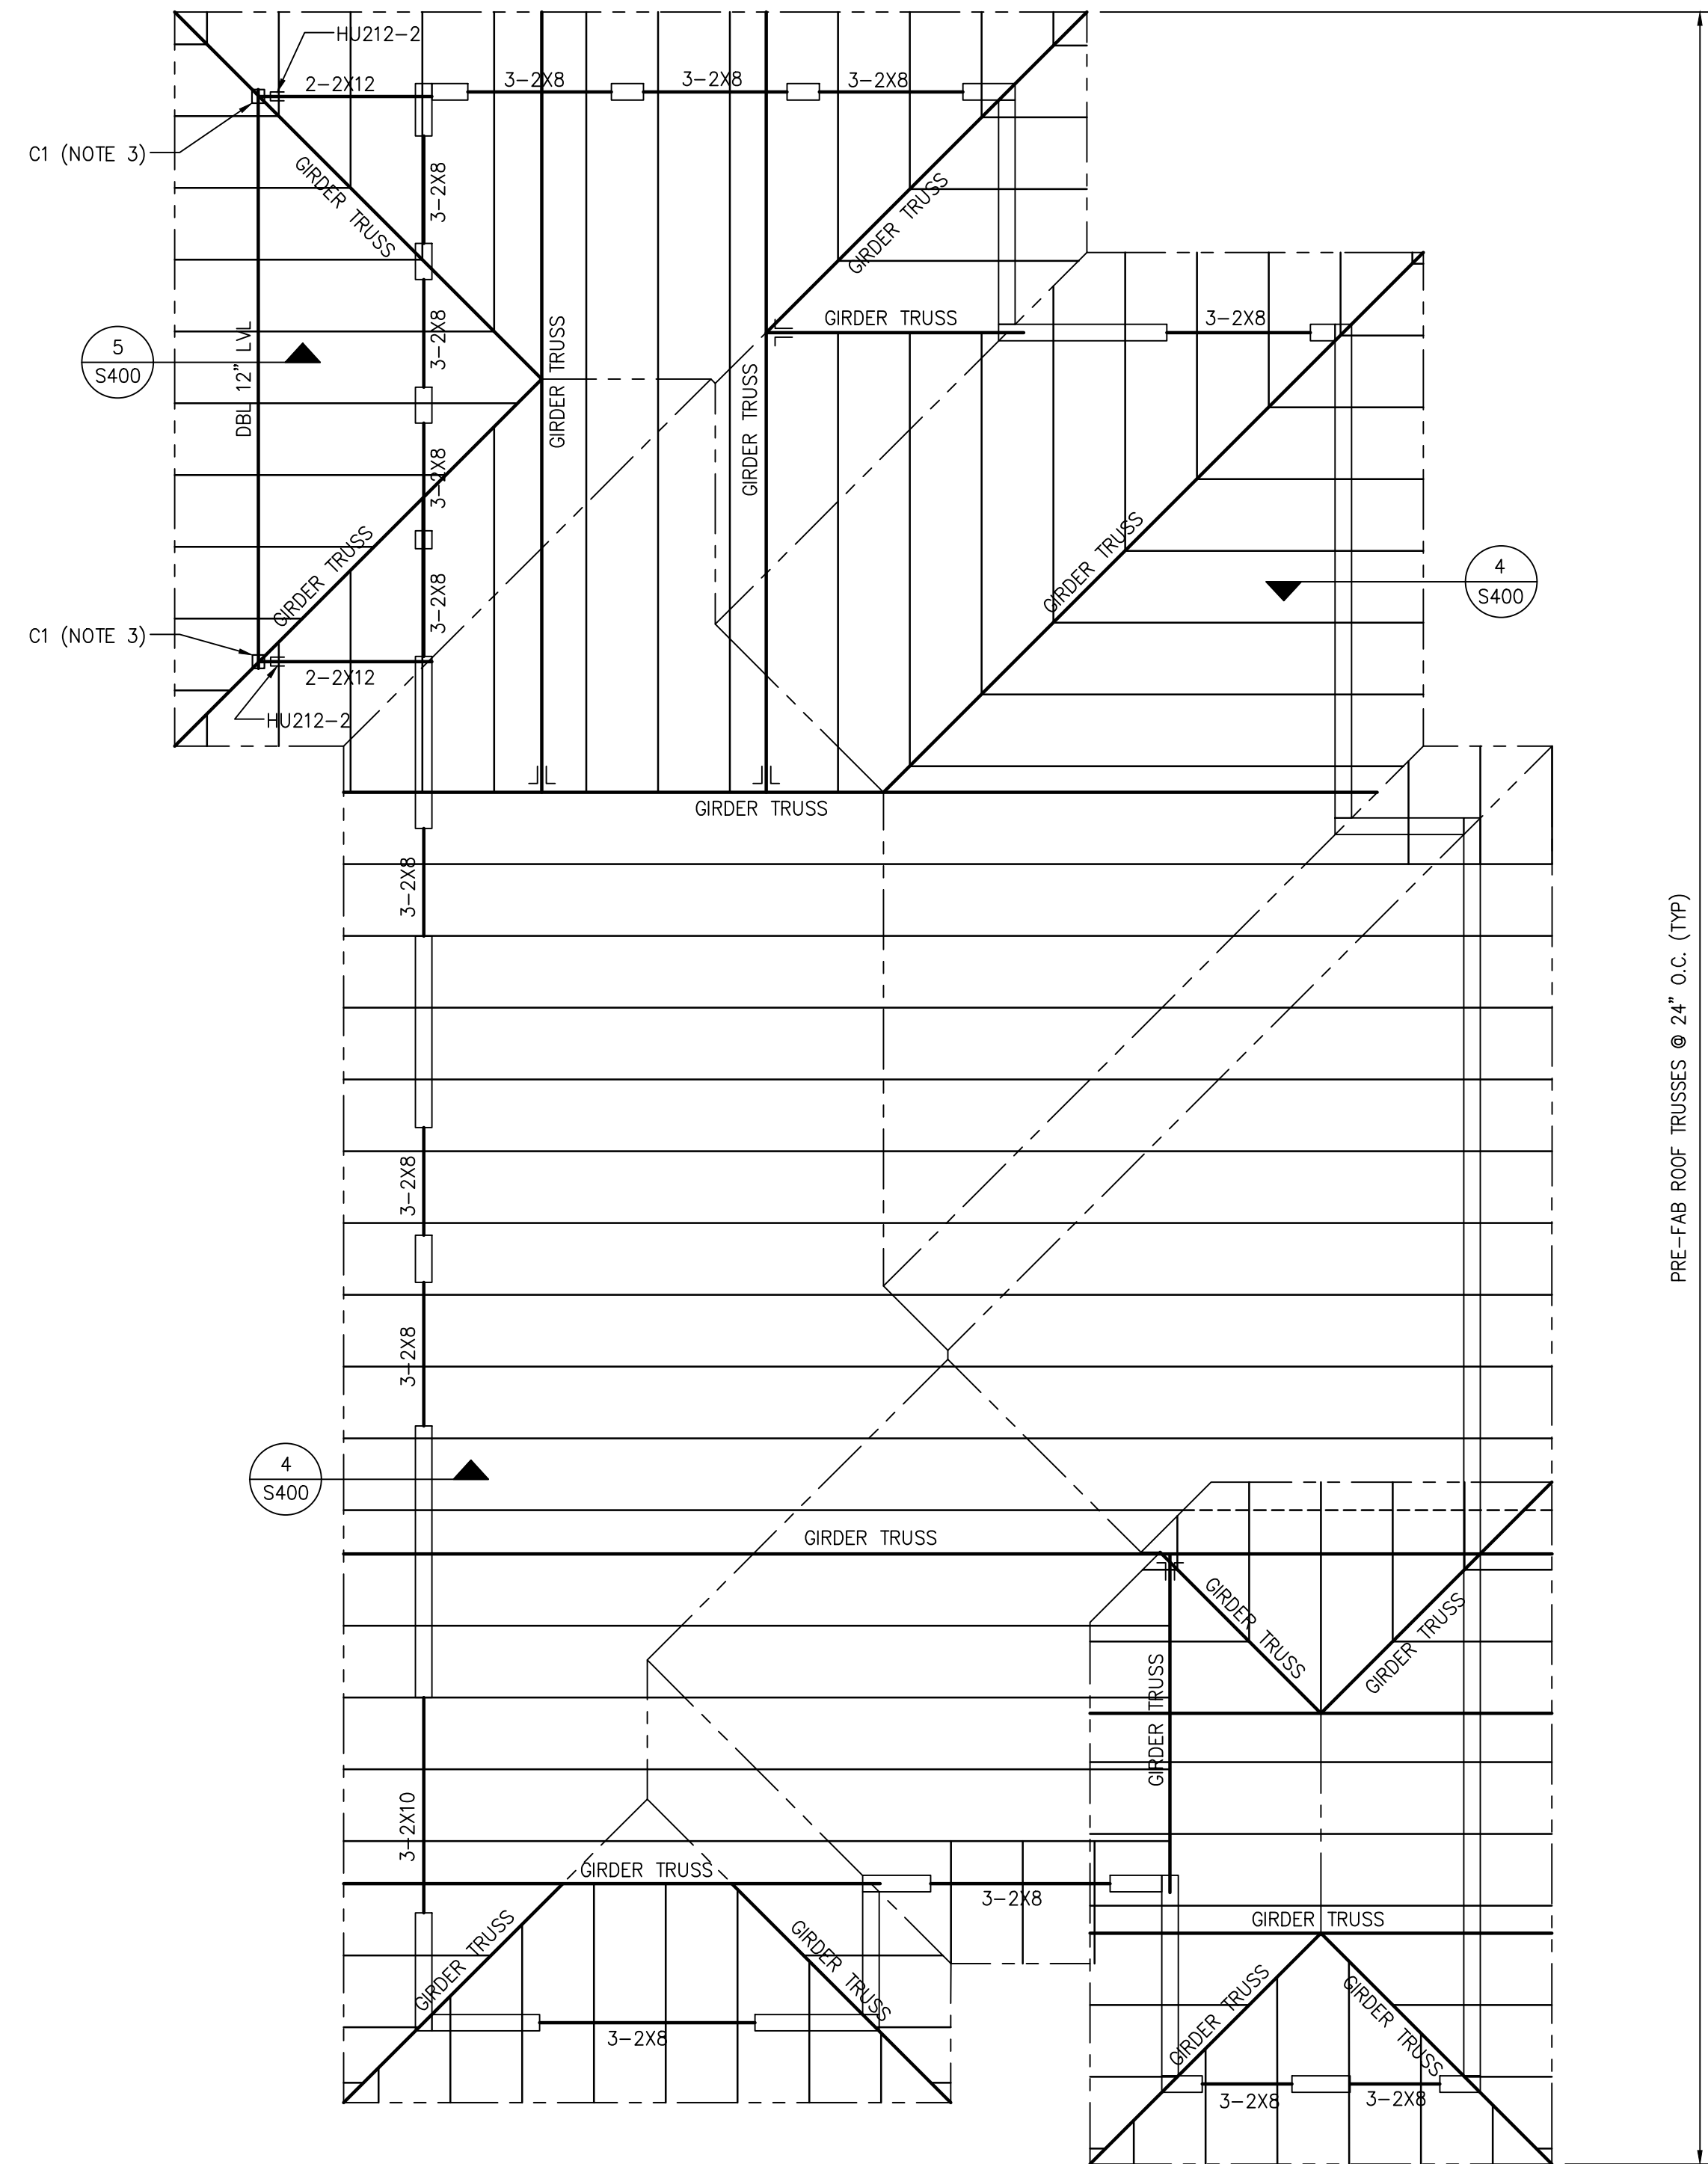 HU212-2
2-2X12
3-2X8
3-2X8
3-2X8
C1 (NOTE 3)
GIRDER TRUSS
3-2X8
GIRDER TRUSS
5
S400
DBL 12" LVL
3-2X8
GIRDER TRUSS
GIRDER TRUSS
3-2X8
GIRDER TRUSS
3-2X8
GIRDER TRUSS
3-2X8
GIRDER TRUSS
4
S400
C1 (NOTE 3)
2-2X12
HU212-2
GIRDER TRUSS
3-2X8
PRE-FAB ROOF TRUSSES @ 24" O.C. (TYP)
3-2X8
3-2X8
4
S400
GIRDER TRUSS
GIRDER TRUSS
GIRDER TRUSS
GIRDER TRUSS
3-2X10
GIRDER TRUSS
3-2X8
GIRDER TRUSS
GIRDER TRUSS
GIRDER TRUSS
3-2X8
GIRDER TRUSS
GIRDER TRUSS
3-2X8
3-2X8